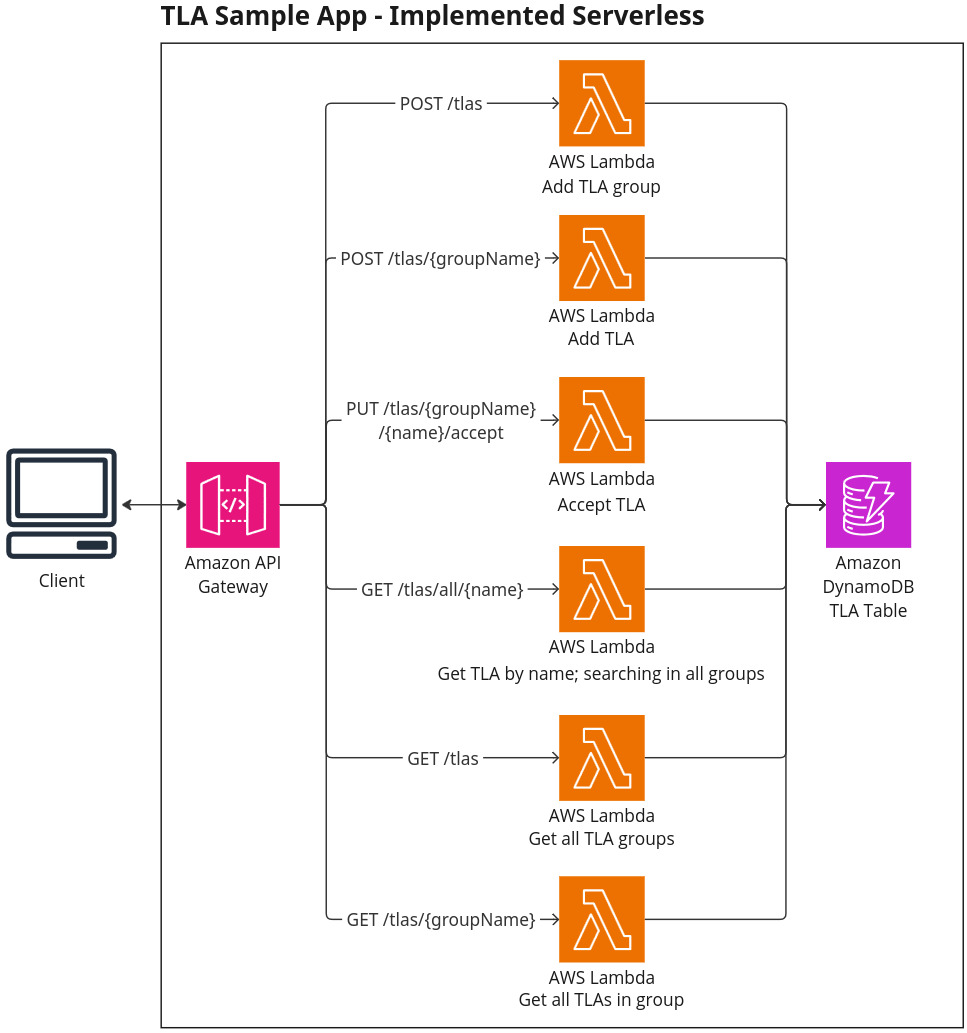 TLA Sample App - Implemented Serverless
POST /tlas
AWS Lambda
Add TLA group
POST /tlas/{groupName}
AWS Lambda
Add TLA
PUT /tlas/{groupName}
/{name}/accept
AWS Lambda
Accept TLA
Client
Amazon API
Gateway
Amazon
DynamoDB
TLA Table
GET /tlas/all/{name}
AWS Lambda
Get TLA by name; searching in all groups
GET /tlas
AWS Lambda
Get all TLA groups
GET /tlas/{groupName}
AWS Lambda
Get all TLAs in group